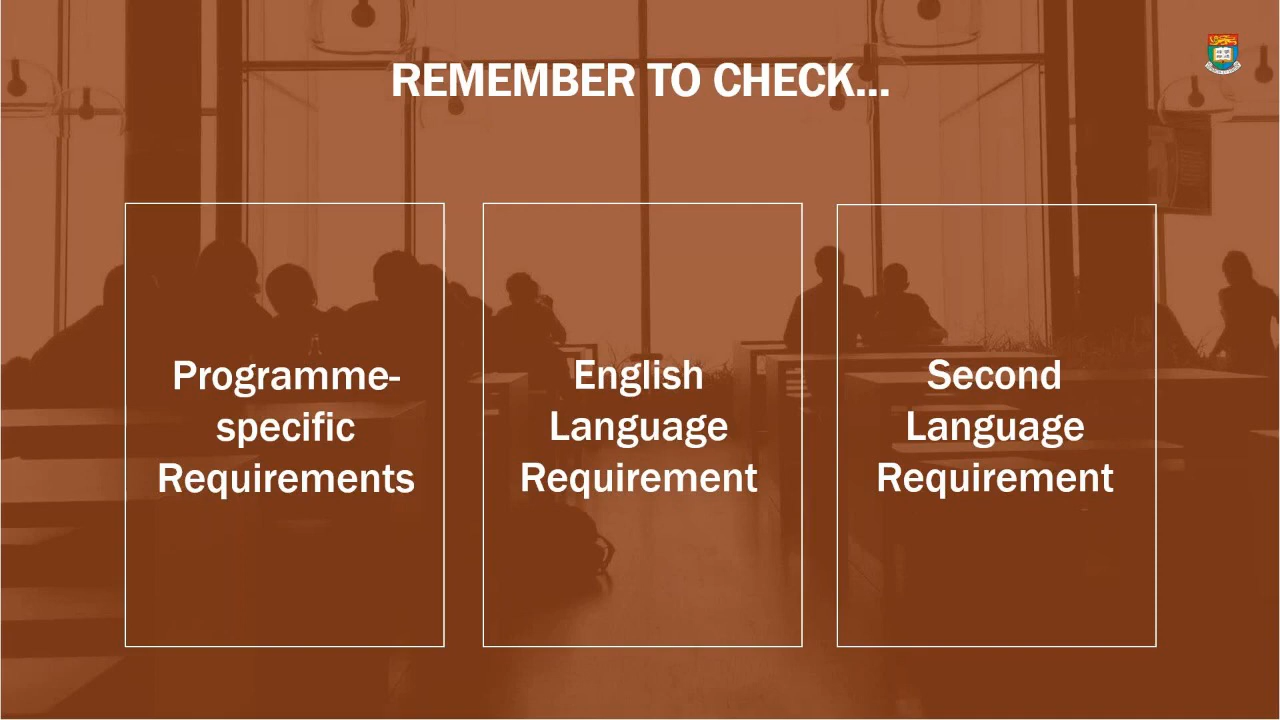 REMEMBER TO CHECK...
Programme-
specific
Requirements
English
Language
Requirement
Second
Language
Requirement